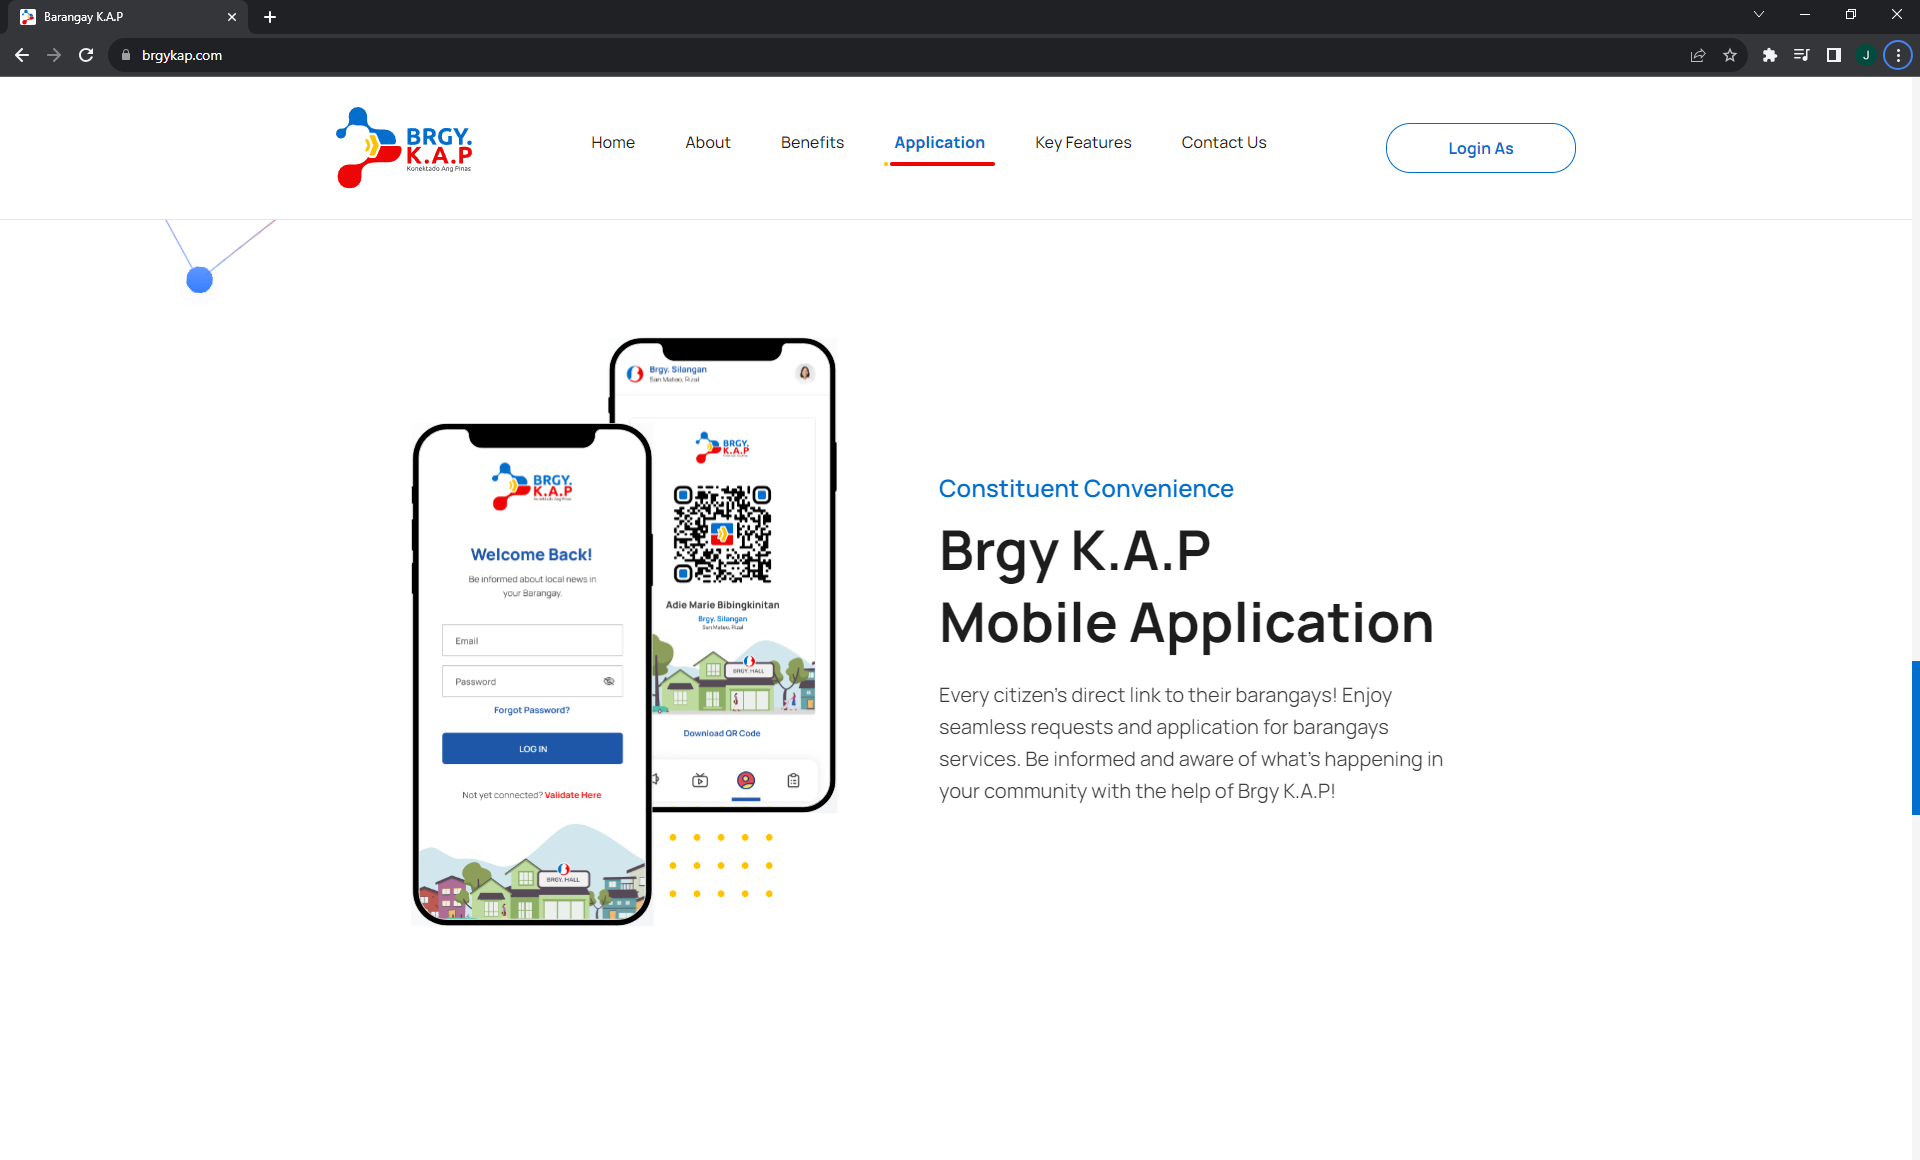 Barangay K.A.P
brgykap.com
J
BRGY.
K.A.P
Konektado Ang Pinas
Home
About
Benefits
Application
Key Features
Contact Us
Login As
Brgy. Silangan
San Mateo, Rizal
BRGY.
K.A.P
Adie Marie Bibingkinitan
Brgy. Silangan
San Mateo, Rizal
BRGY. HALL
Download QR Code
BRGY.
K.A.P
Konektado Ang Pinas
Welcome Back!
Be informed about local news in
your Barangay.
Email
Password
Forgot Password?
LOG IN
Not yet connected? Validate Here
BRGY. HALL
Constituent Convenience
Brgy K.A.P
Mobile Application
Every citizen's direct link to their barangays! Enjoy
seamless requests and application for barangays
services. Be informed and aware of what's happening in
your community with the help of Brgy K.A.P!